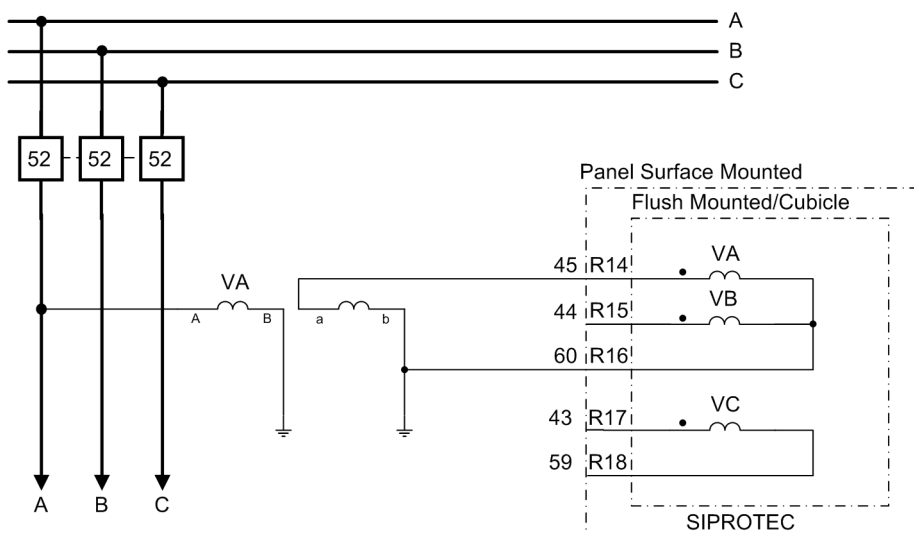 A
B
C
52 52 52
Panel Surface Mounted
Flush Mounted/Cubicle
45 R14 VA
VA
A B a b
44 R15 VB
60 R16
43 R17 VC
59 R18
A B C
SIPROTEC